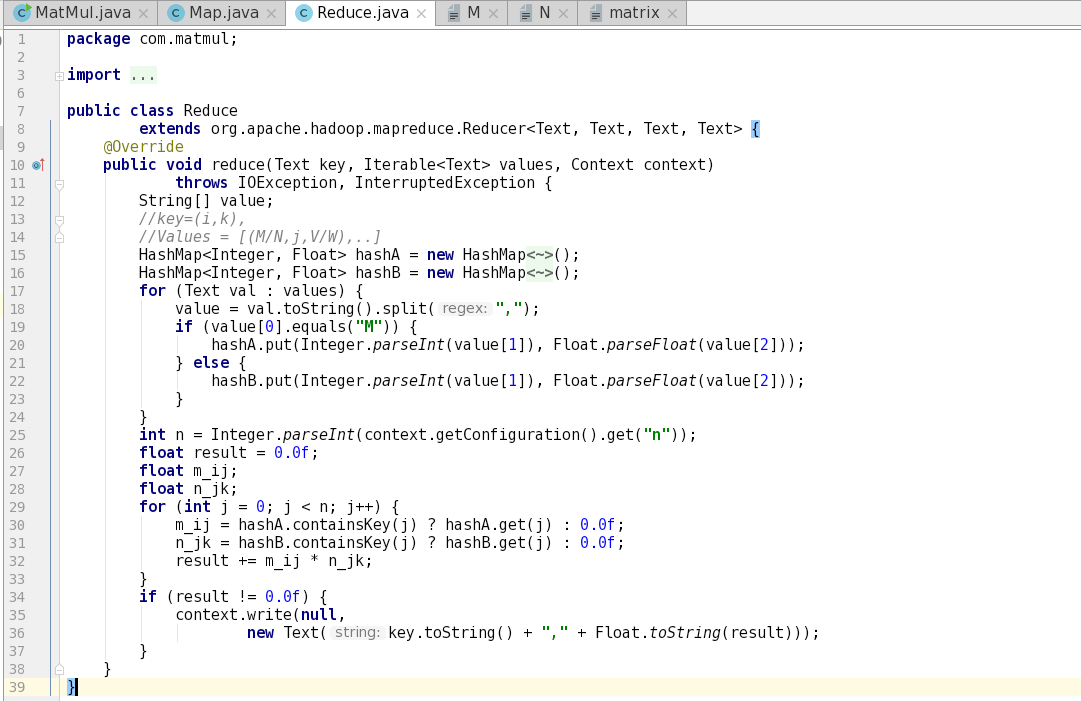 MatMul.java × Map.java × Reduce.java × M × N × matrix ×
1 package com.matmul;
2
3 import ...
6
7 public class Reduce
8 extends org.apache.hadoop.mapreduce.Reducer<Text, Text, Text, Text> {
9 @Override
10 public void reduce(Text key, Iterable<Text> values, Context context)
11 throws IOException, InterruptedException {
12 String[] value;
13 //key=(i,k),
14 //Values = [(M/N,j,V/W),..]
15 HashMap<Integer, Float> hashA = new HashMap<~>();
16 HashMap<Integer, Float> hashB = new HashMap<~>();
17 for (Text val : values) {
18 value = val.toString().split( regex: ",");
19 if (value[0].equals("M")) {
20 hashA.put(Integer.parseInt(value[1]), Float.parseFloat(value[2]));
21 } else {
22 hashB.put(Integer.parseInt(value[1]), Float.parseFloat(value[2]));
23 }
24 }
25 int n = Integer.parseInt(context.getConfiguration().get("n"));
26 float result = 0.0f;
27 float m_ij;
28 float n_jk;
29 for (int j = 0; j < n; j++) {
30 m_ij = hashA.containsKey(j) ? hashA.get(j) : 0.0f;
31 n_jk = hashB.containsKey(j) ? hashB.get(j) : 0.0f;
32 result += m_ij * n_jk;
33 }
34 if (result != 0.0f) {
35 context.write(null,
36 new Text( string: key.toString() + "," + Float.toString(result)));
37 }
38 }
39 }